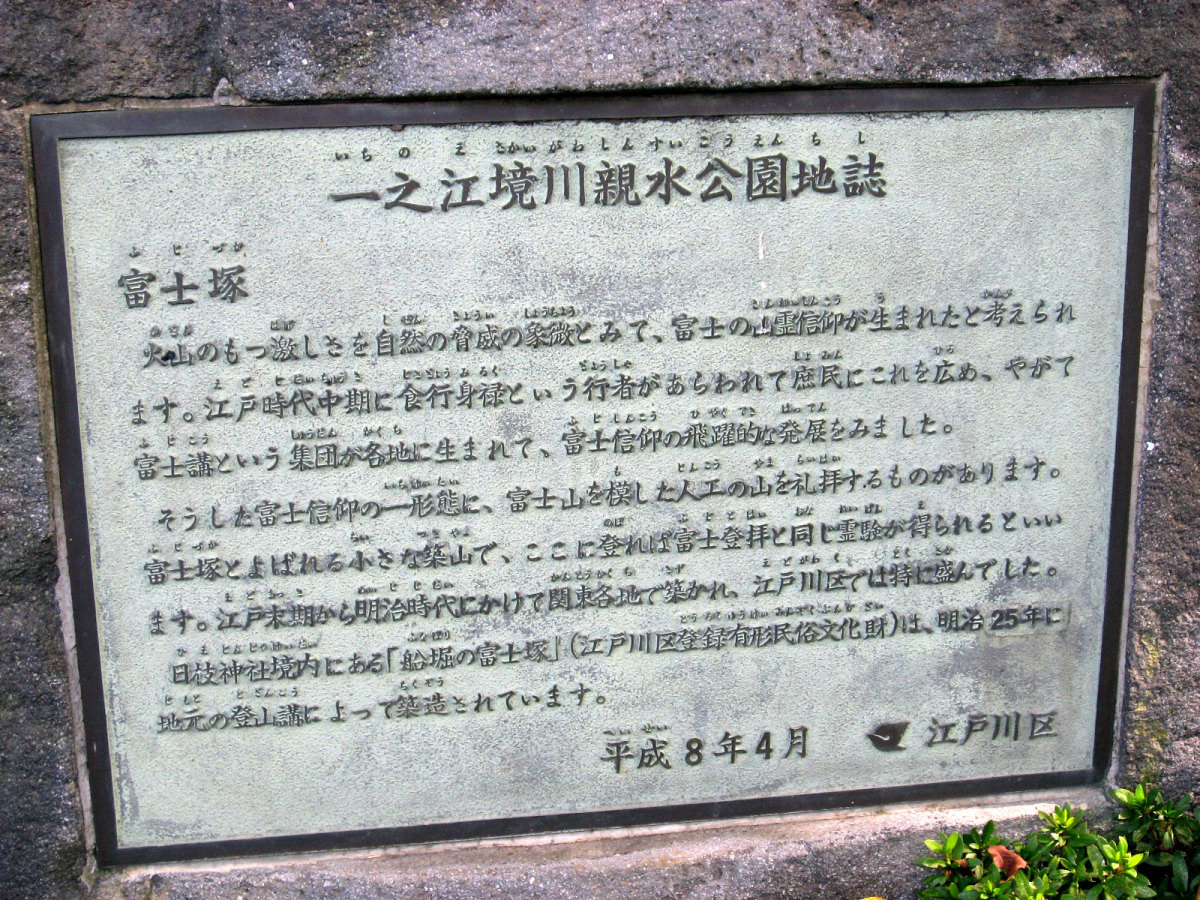 一之江境川親水公園地誌
富士塚
火山のもつ激しさを自然の脅威の象徴とみて、富士の山霊信仰が生まれたと考えられ
ます。江戸時代中期に食行身禄という行者があらわれて庶民にこれを広め、やがて
富士講という集団が各地に生まれて、富士信仰の飛躍的な発展をみました。
そうした富士信仰の一形態に、富士山を模した人工の山を礼拝するものがあります。
富士塚とよばれる小さな築山で、ここに登れば富士登拝と同じ霊験が得られるといい
ます。江戸末期から明治時代にかけて関東各地で築かれ、江戸川区では特に盛んでした。
日枝神社境内にある「船堀の富士塚」(江戸川区登録有形民俗文化財)は、明治25年に
地元の登山講によって築造されています。
平成8年4月 江戸川区